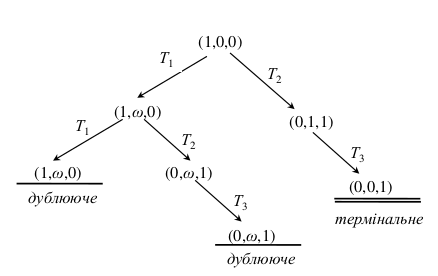 (1,0,0)
T₁
T₂
(1,ω,0)
(0,1,1)
T₁
T₂
T₃
(1,ω,0)
(0,ω,1)
(0,0,1)
дублююче
T₃
термінальне
(0,ω,1)
дублююче